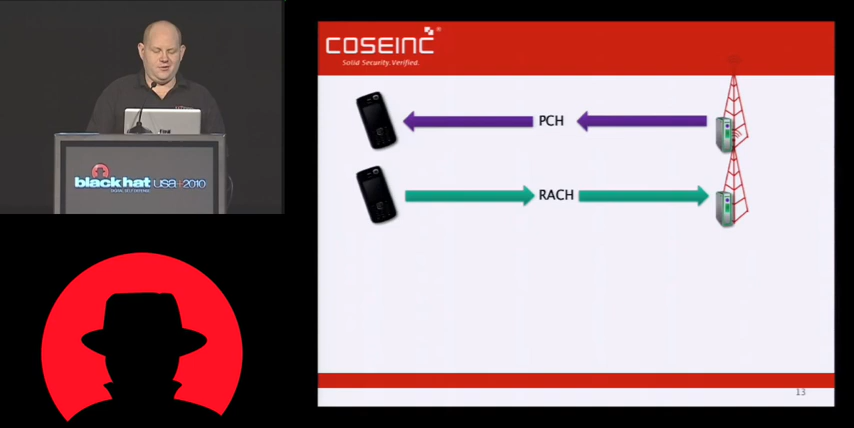 COSEINC®
Solid Security. Verified.
PCH
RACH
black hat USA + 2010
13